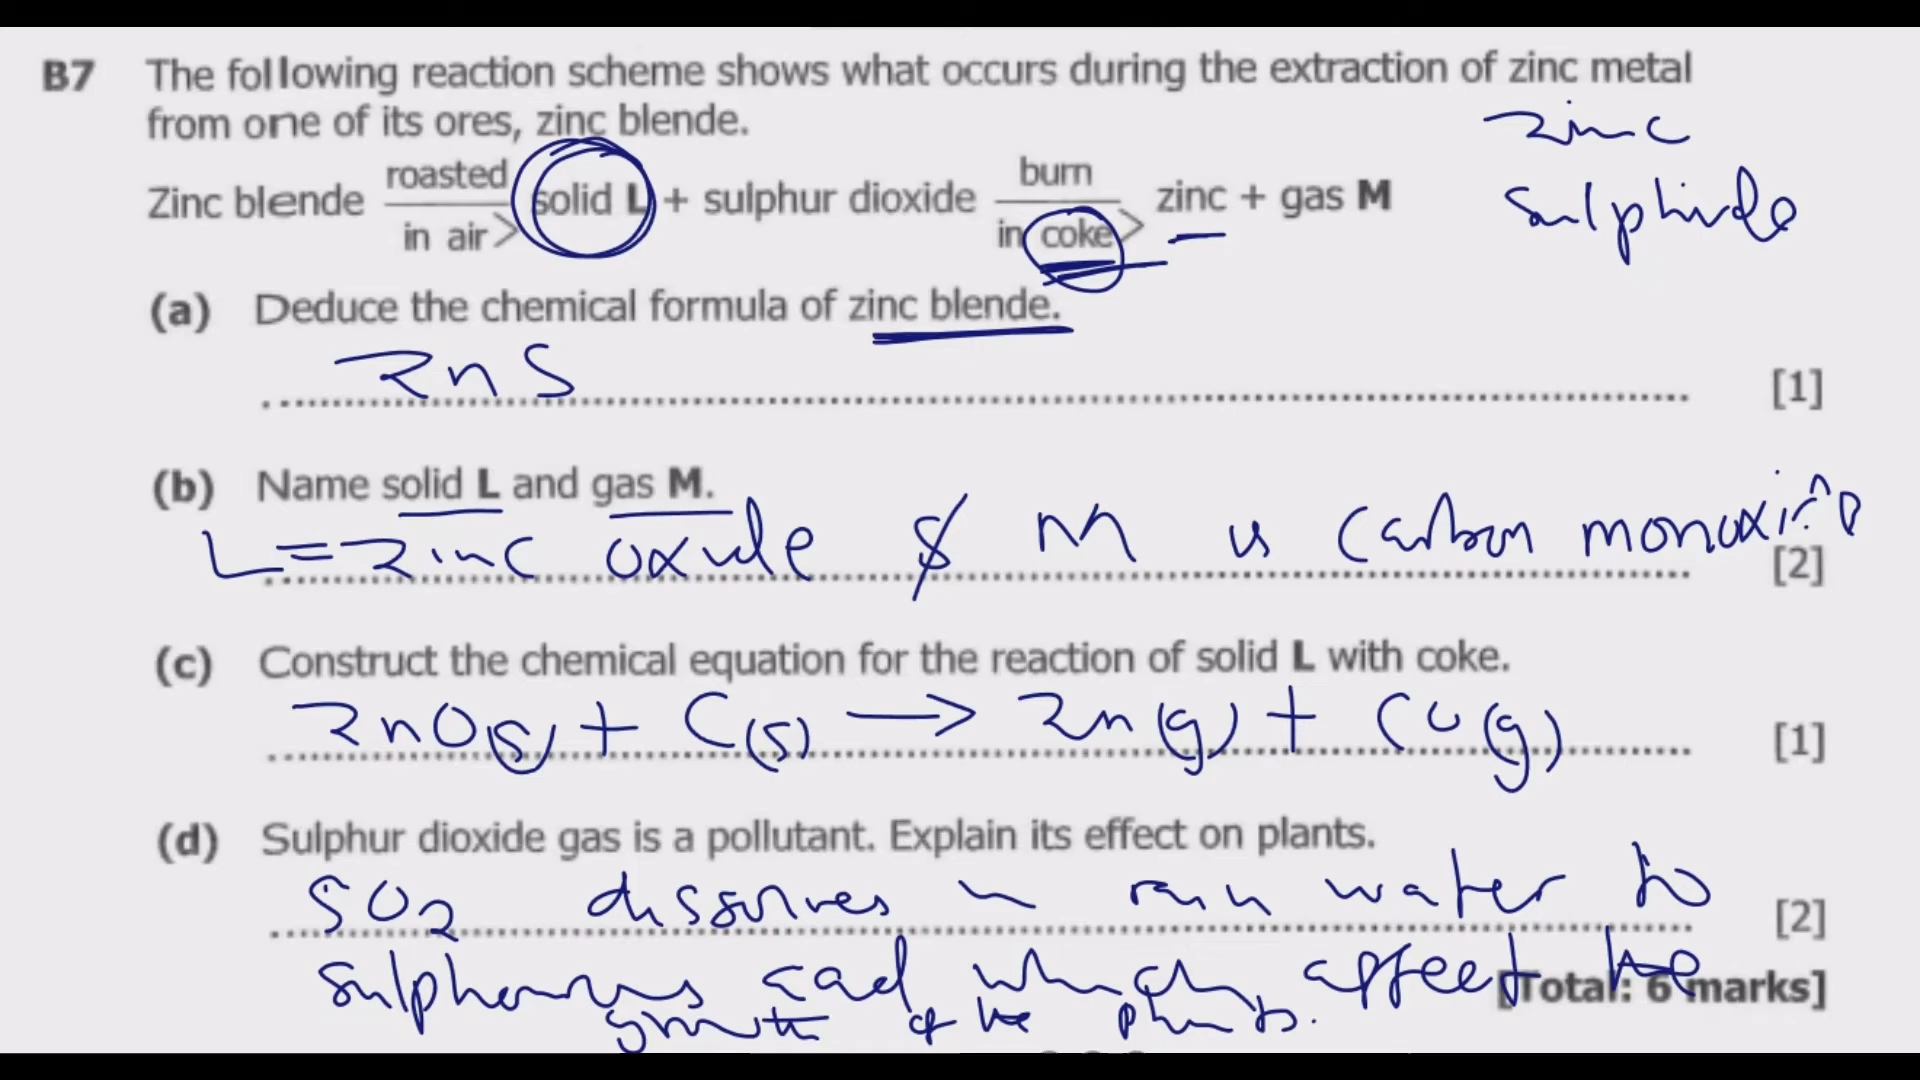 B7 The following reaction scheme shows what occurs during the extraction of zinc metal
from one of its ores, zinc blende.
zinc
sulphide
Zinc blende roasted in air > solid L + sulphur dioxide burn in coke > zinc + gas M
(a) Deduce the chemical formula of zinc blende.
ZnS [1]
(b) Name solid L and gas M.
L = zinc oxide & M is carbon monoxide [2]
(c) Construct the chemical equation for the reaction of solid L with coke.
ZnO(s) + C(s) → Zn(g) + CO(g) [1]
(d) Sulphur dioxide gas is a pollutant. Explain its effect on plants.
SO2 dissolves in rain water to [2]
sulphurous acid which affect the [Total: 6 marks]
growth of the plants.